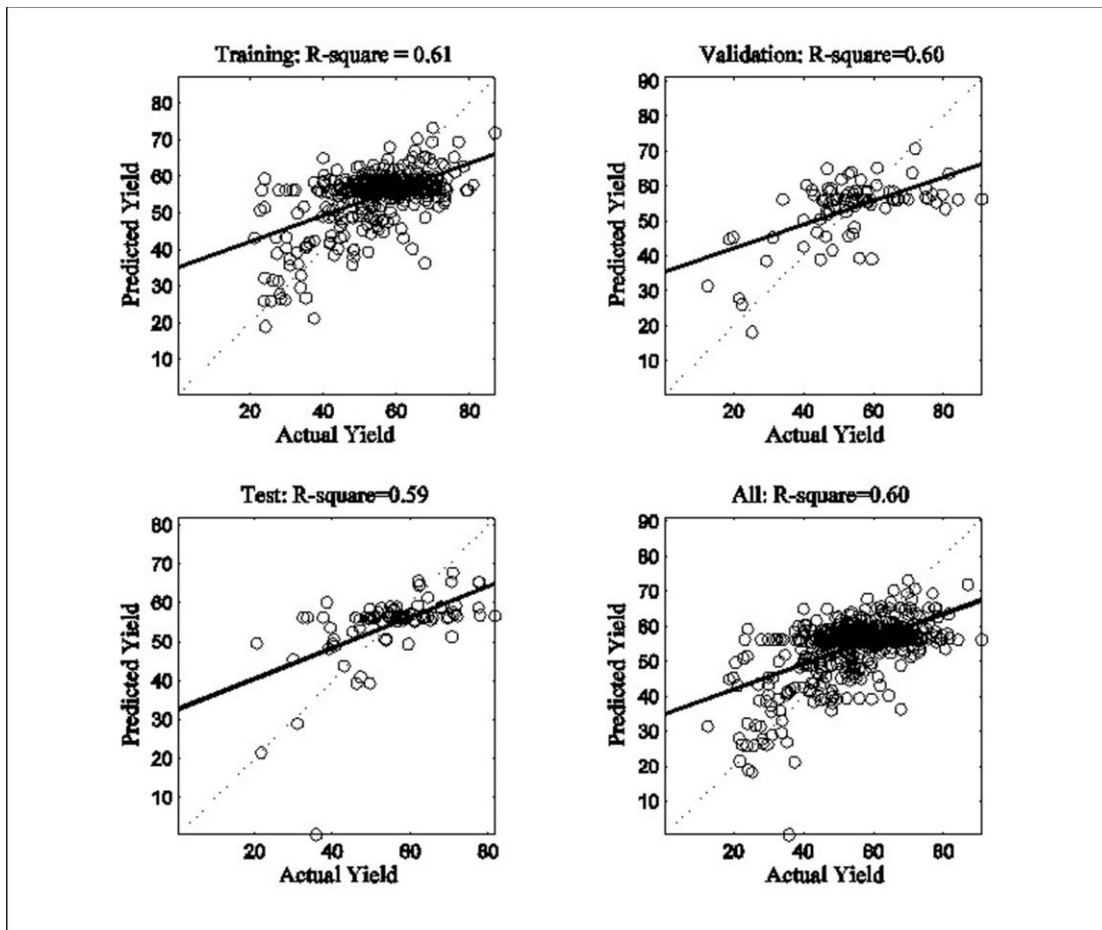 Training: R-square = 0.61
Predicted Yield
80
70
60
50
40
30
20
10
20 40 60 80
Actual Yield
Validation: R-square=0.60
Predicted Yield
90
80
70
60
50
40
30
20
10
20 40 60 80
Actual Yield
Test: R-square=0.59
Predicted Yield
80
70
60
50
40
30
20
10
20 40 60 80
Actual Yield
All: R-square=0.60
Predicted Yield
90
80
70
60
50
40
30
20
10
20 40 60 80
Actual Yield